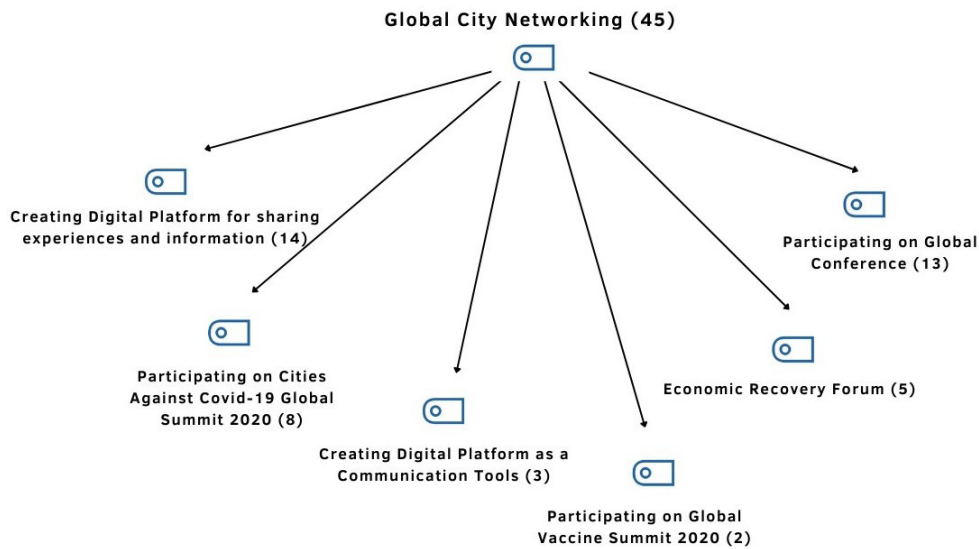 Global City Networking (45)
Creating Digital Platform for sharing
experiences and information (14)
Participating on Global
Conference (13)
Participating on Cities
Against Covid-19 Global
Summit 2020 (8)
Economic Recovery Forum (5)
Creating Digital Platform as a
Communication Tools (3)
Participating on Global
Vaccine Summit 2020 (2)